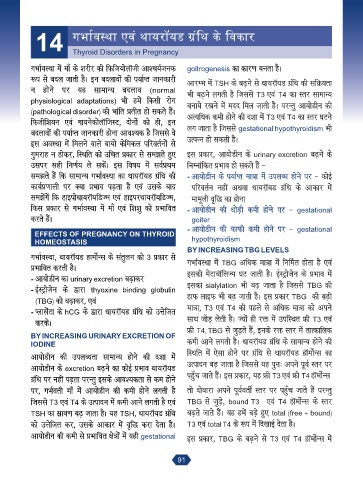 14
गर्भावस्था एवं थायरॉयड ग्रंथि के विकार
Thyroid Disorders in Pregnancy
गर्भावस्था में माँ के शरीर की फिजियोलॉजी आश्चर्यजनक
रूप से बदल जाती है। इन बदलावों की पर्याप्त जानकारी
न होने पर यह सामान्य बदलाव (normal
physiological adaptations) भी हमें किसी रोग
(pathological disorder) की भांति प्रतीत हो सकते हैं।
फिजीशियन एवं गायनेकोलॉजिस्ट, दोनों को ही, इन
बदलावों की पर्याप्त जानकारी होना आवश्यक है जिससे वे
इस अवस्था में मिलने वाले बायो केमिकल परिवर्तनों से
गुमराह न होकर, स्थिति को उचित प्रकार से समझते हुए
उसपर सही निर्णय ले सकें। इस विषय में सर्वप्रथम
समझते हैं कि सामान्य गर्भावस्था का थायरॉयड ग्रंथि की
कार्यप्रणाली पर क्या प्रभाव पड़ता है एवं उसके बाद
समझेंगे कि हाइपोथायरॉयडिज्म एवं हाइपरथायरॉयडिज्म,
किस प्रकार से गर्भावस्था में माँ एवं शिशु को प्रभावित
करते हैं।
EFFECTS OF PREGNANCY ON THYROID
HOMEOSTASIS
गर्भावस्था, थायरॉयड हार्मोन्स के संतुलन को 3 प्रकार से
प्रभावित करती है।
- आयोडीन का urinary excretion बढ़ाकर
- ईस्ट्रोजेन के द्वारा thyoxine binding globulin
(TBG) को बढ़ाकर, एवं
- प्लासेंटा के hCG के द्वारा थायरॉयड ग्रंथि को उत्तेजित
करके।
BY INCREASING URINARY EXCRETION OF
IODINE
आयोडीन की उपलब्धता सामान्य होने की दशा में
आयोडीन के excretion बढ़ने का कोई प्रभाव थायरॉयड
ग्रंथि पर नहीं पड़ता परन्तु इसके आवश्यकता से कम होने
पर, गर्भवती माँ में आयोडीन की कमी होने लगती है
जिससे T3 एवं T4 के उत्पादन में कमी आने लगती है एवं
TSH का स्रावण बढ़ जाता है। यह TSH, थायरॉयड ग्रंथि
को उत्तेजित कर, उसके आकार में वृद्धि करा देता है।
आयोडीन की कमी से प्रभावित क्षेत्रों में यही gestational
goitrogenesis का कारण बनता है।
आरम्भ में TSH के बढ़ने से थायरॉयड ग्रंथि की सक्रियता
भी बढ़ने लगती है जिससे T3 एवं T4 का स्तर सामान्य
बनाये रखने में मदद मिल जाती है। परन्तु आयोडीन की
अत्यधिक कमी होने की दशा में T3 एवं T4 का स्तर घटने
लग जाता है जिससे gestational hypothyroidism भी
उत्पन्न हो सकती है।
इस प्रकार, आयोडीन के urinary excretion बढ़ने के
निम्नांकित प्रभाव हो सकते हैं –
- आयोडीन के पर्याप्त मात्रा में उपलब्ध होने पर – कोई
परिवर्तन नहीं अथवा थायरॉयड ग्रंथि के आकार में
मामूली वृद्धि का होना
- आयोडीन की थोड़ी कमी होने पर – gestational
goiter
- आयोडीन की काफी कमी होने पर – gestational
hypothyroidism
BY INCREASING TBG LEVELS
गर्भावस्था में TBG अधिक मात्रा में निर्मित होता है एवं
इसकी मेटाबोलिज्म घट जाती है। ईस्ट्रोजेन के प्रभाव में
इसका sialylation भी बढ़ जाता है जिससे TBG की
हाफ लाइफ भी बढ़ जाती है। इस प्रकार TBG की बढ़ी
मात्रा, T3 एवं T4 की पहले से अधिक मात्रा को अपने
साथ जोड़ लेती है। ज्यों ही रक्त में उपस्थित फ्री T3 एवं
फ्री T4, TBG से जुड़ते हैं, इनके रक्त स्तर में तात्कालिक
कमी आने लगती है। थायरॉयड ग्रंथि के सामान्य होने की
स्थिति में ऐसा होने पर ग्रंथि से थायरॉयड हॉर्मोन्स का
उत्पादन बढ़ जाता है जिससे यह पुनः अपने पूर्व स्तर पर
पहुँच जाते हैं। इस प्रकार, यह फ्री T3 एवं फ्री T4 हॉर्मोन्स
तो यथावत अपने पूर्ववर्ती स्तर पर पहुँच जाते हैं परन्तु
TBG से जुड़े, bound T3 एवं T4 हॉर्मोन्स के स्तर
बढ़ते जाते हैं। यह हमें बढ़े हुए total (free + bound)
T3 एवं total T4 के रूप में दिखाई देता है।
इस प्रकार, TBG के बढ़ने से T3 एवं T4 हॉर्मोन्स में
91